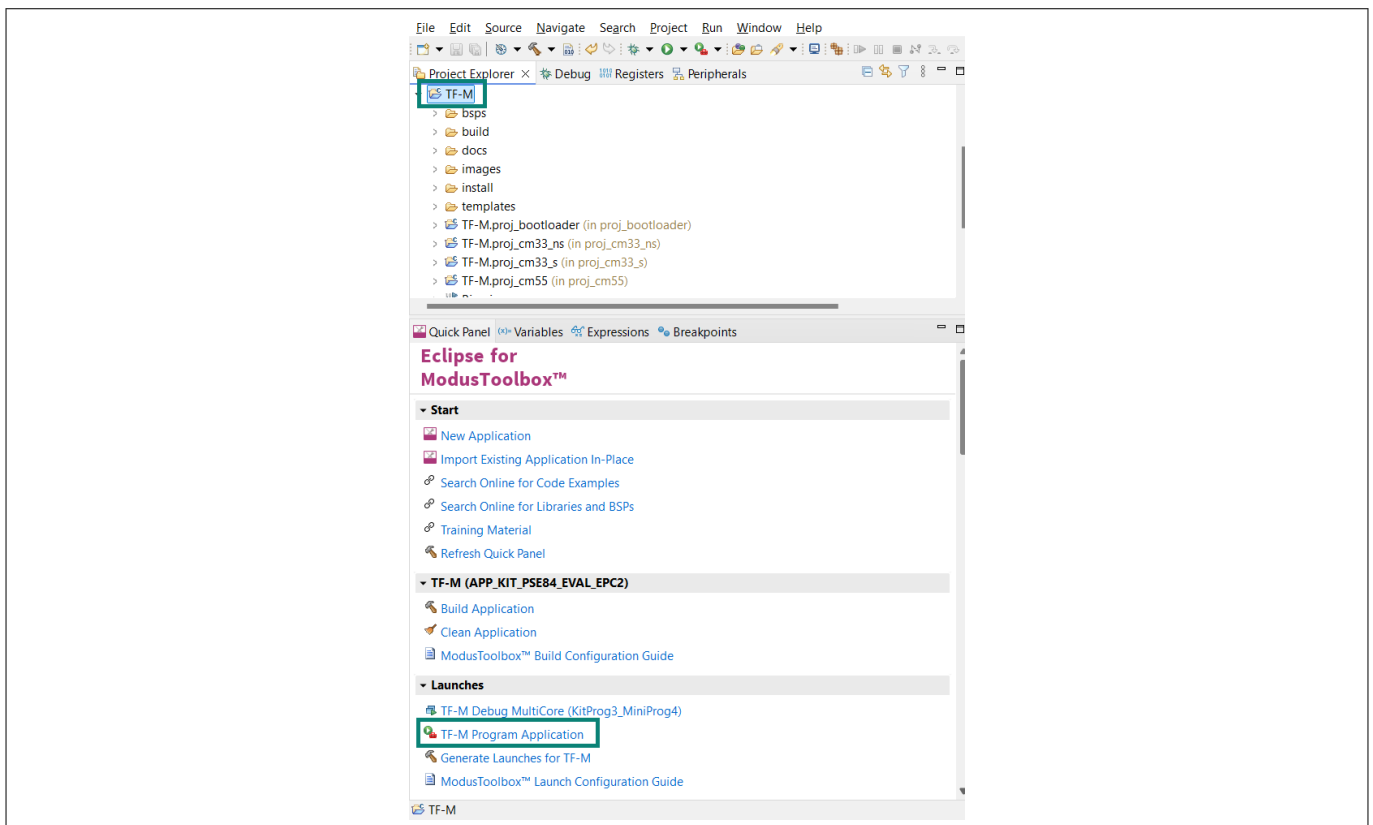 File Edit Source Navigate Search Project Run Window Help
Project Explorer Debug Registers Peripherals
TF-M
bsps
build
docs
images
install
templates
TF-M.proj_bootloader (in proj_bootloader)
TF-M.proj_cm33_ns (in proj_cm33_ns)
TF-M.proj_cm33_s (in proj_cm33_s)
TF-M.proj_cm55 (in proj_cm55)
Quick Panel (x)= Variables Expressions Breakpoints
Eclipse for
ModusToolbox™
Start
New Application
Import Existing Application In-Place
Search Online for Code Examples
Search Online for Libraries and BSPs
Training Material
Refresh Quick Panel
TF-M (APP_KIT_PSE84_EVAL_EPC2)
Build Application
Clean Application
ModusToolbox™ Build Configuration Guide
Launches
TF-M Debug MultiCore (KitProg3_MiniProg4)
TF-M Program Application
Generate Launches for TF-M
ModusToolbox™ Launch Configuration Guide
TF-M